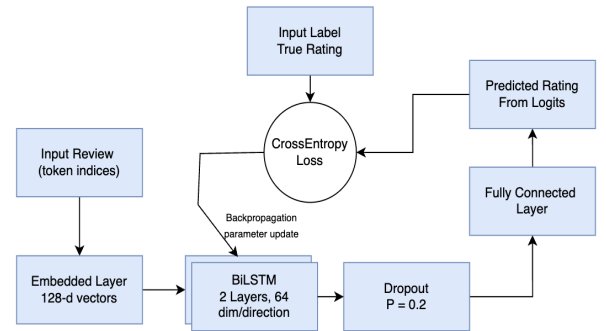 Input Label
True Rating
Predicted Rating
From Logits
CrossEntropy
Loss
Input Review
(token indices)
Fully Connected
Layer
Backpropagation
parameter update
Embedded Layer
128-d vectors
BiLSTM
2 Layers, 64
dim/direction
Dropout
P = 0.2